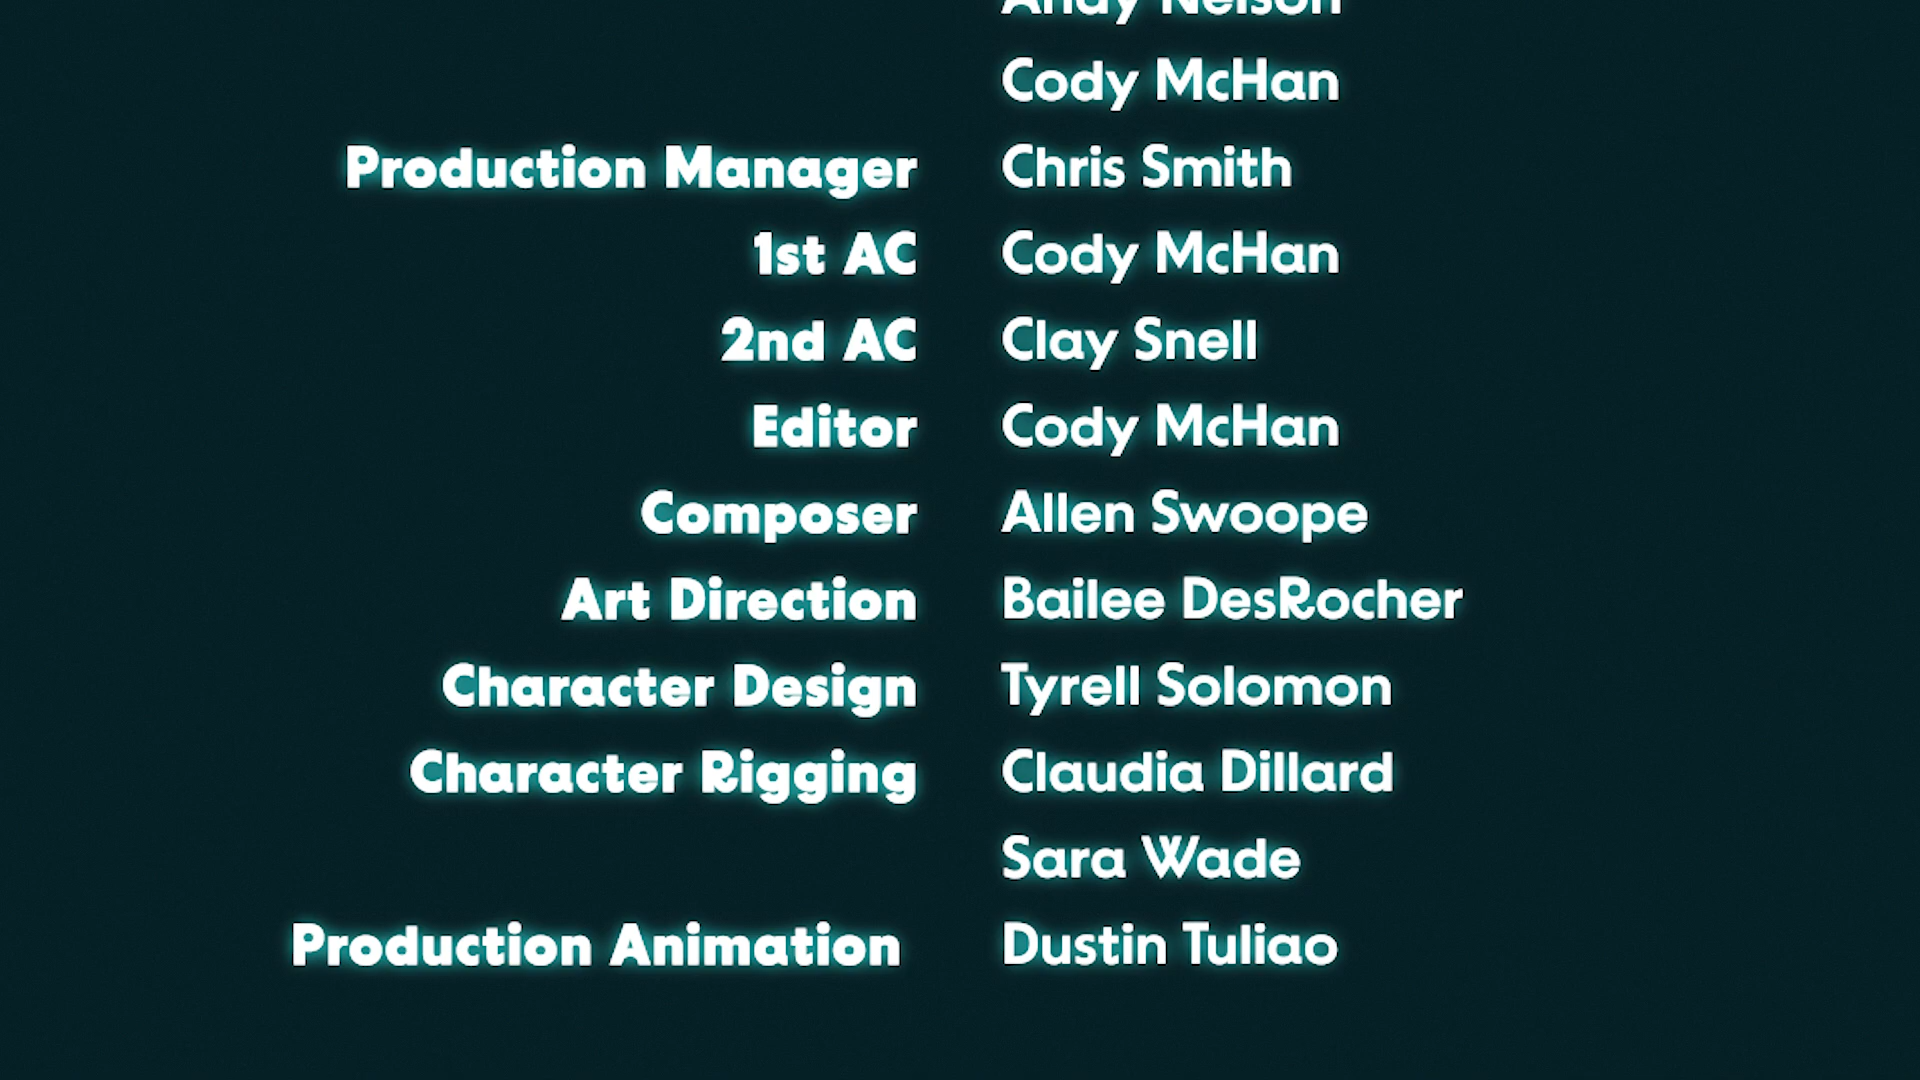 Andy Nelson
Cody McHan
Production Manager Chris Smith
1st AC Cody McHan
2nd AC Clay Snell
Editor Cody McHan
Composer Allen Swoope
Art Direction Bailee DesRocher
Character Design Tyrell Solomon
Character Rigging Claudia Dillard
Sara Wade
Production Animation Dustin Tuliao